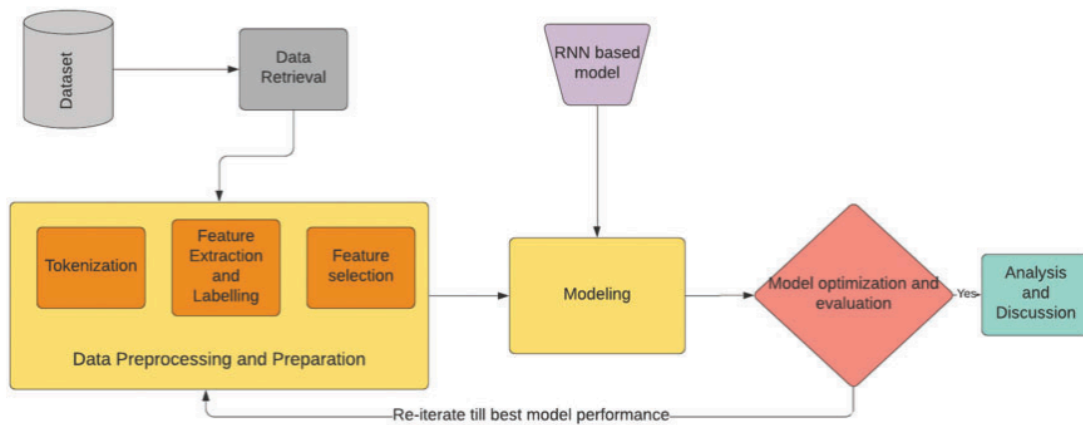 Dataset
Data
Retrieval
RNN based
model
Tokenization
Feature
Extraction
and
Labelling
Feature
selection
Data Preprocessing and Preparation
Modeling
Model optimization and
evaluation
Yes
Analysis
and
Discussion
Re-iterate till best model performance